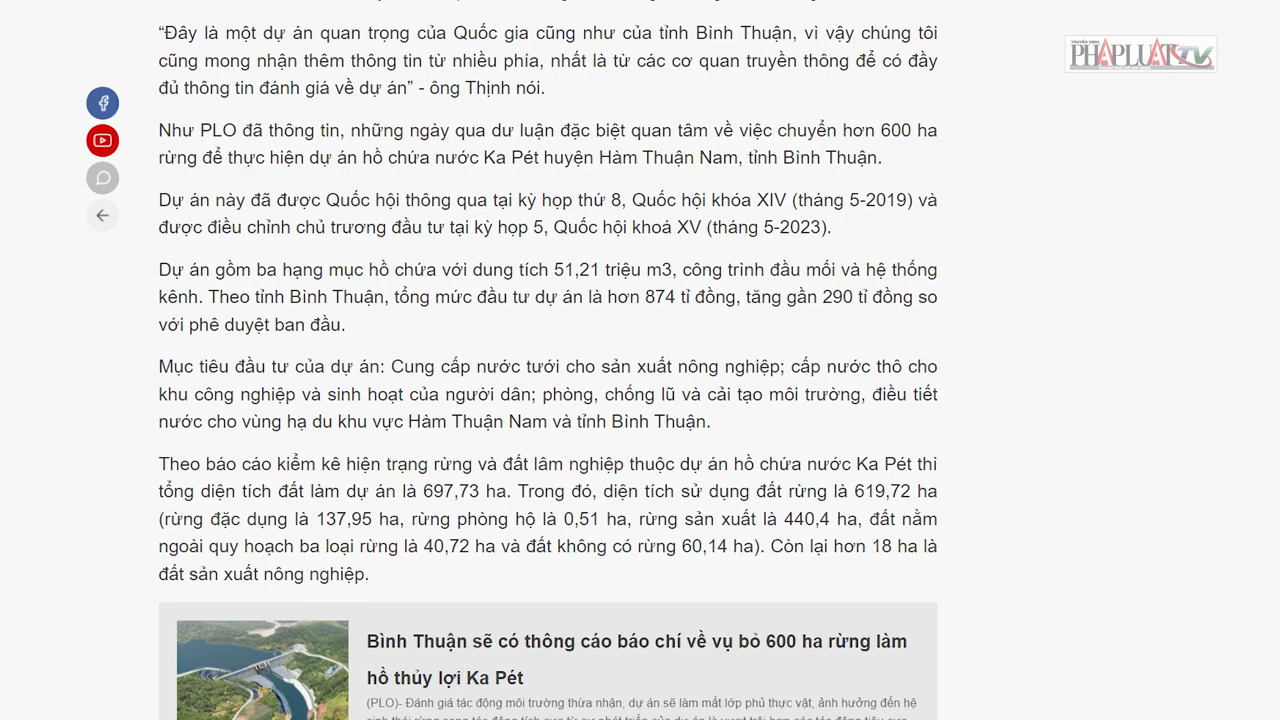 “Đây là một dự án quan trọng của Quốc gia cũng như của tỉnh Bình Thuận, vì vậy chúng tôi
cũng mong nhận thêm thông tin từ nhiều phía, nhất là từ các cơ quan truyền thông để có đầy
đủ thông tin đánh giá về dự án” - ông Thịnh nói.
Như PLO đã thông tin, những ngày qua dư luận đặc biệt quan tâm về việc chuyển hơn 600 ha
rừng để thực hiện dự án hồ chứa nước Ka Pét huyện Hàm Thuận Nam, tỉnh Bình Thuận.
Dự án này đã được Quốc hội thông qua tại kỳ họp thứ 8, Quốc hội khóa XIV (tháng 5-2019) và
được điều chỉnh chủ trương đầu tư tại kỳ họp 5, Quốc hội khoá XV (tháng 5-2023).
Dự án gồm ba hạng mục hồ chứa với dung tích 51,21 triệu m3, công trình đầu mối và hệ thống
kênh. Theo tỉnh Bình Thuận, tổng mức đầu tư dự án là hơn 874 tỉ đồng, tăng gần 290 tỉ đồng so
với phê duyệt ban đầu.
Mục tiêu đầu tư của dự án: Cung cấp nước tưới cho sản xuất nông nghiệp; cấp nước thô cho
khu công nghiệp và sinh hoạt của người dân; phòng, chống lũ và cải tạo môi trường, điều tiết
nước cho vùng hạ du khu vực Hàm Thuận Nam và tỉnh Bình Thuận.
Theo báo cáo kiểm kê hiện trạng rừng và đất lâm nghiệp thuộc dự án hồ chứa nước Ka Pét thì
tổng diện tích đất làm dự án là 697,73 ha. Trong đó, diện tích sử dụng đất rừng là 619,72 ha
(rừng đặc dụng là 137,95 ha, rừng phòng hộ là 0,51 ha, rừng sản xuất là 440,4 ha, đất nằm
ngoài quy hoạch ba loại rừng là 40,72 ha và đất không có rừng 60,14 ha). Còn lại hơn 18 ha là
đất sản xuất nông nghiệp.
Bình Thuận sẽ có thông cáo báo chí về vụ bỏ 600 ha rừng làm
hồ thủy lợi Ka Pét
(PLO)- Đánh giá tác động môi trường thừa nhận, dự án sẽ làm mất lớp phủ thực vật, ảnh hưởng đến hệ
TRUYỀN HÌNH
PHÁP LUẬT TV